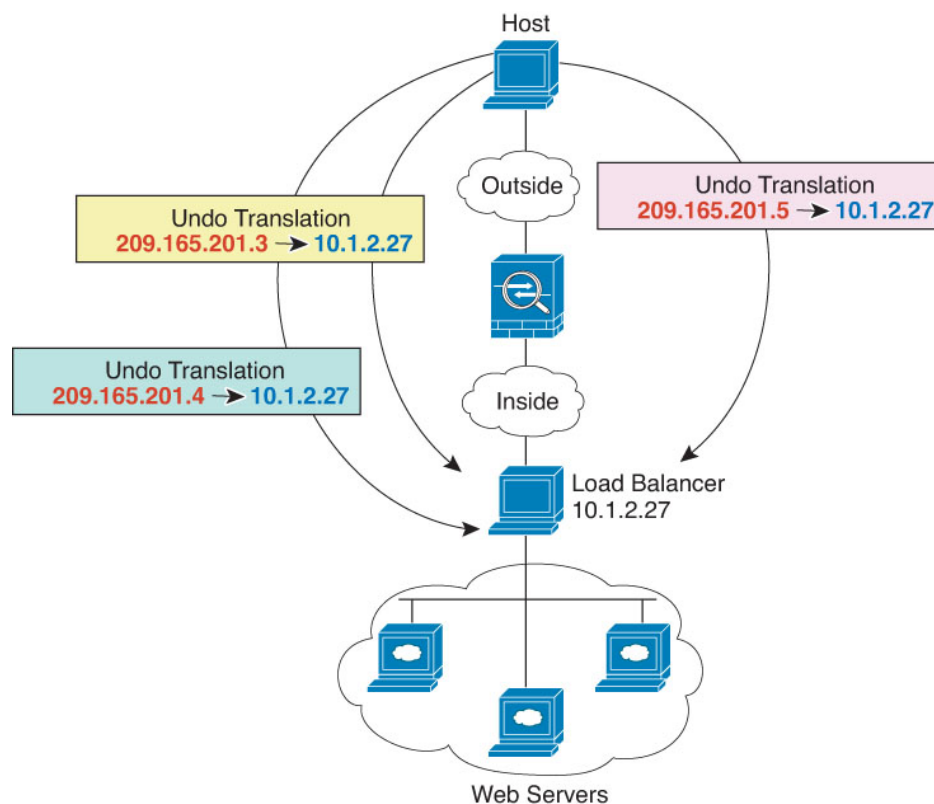 Host
Outside
Undo Translation
209.165.201.5 → 10.1.2.27
Undo Translation
209.165.201.3 → 10.1.2.27
Undo Translation
209.165.201.4 → 10.1.2.27
Inside
Load Balancer
10.1.2.27
Web Servers